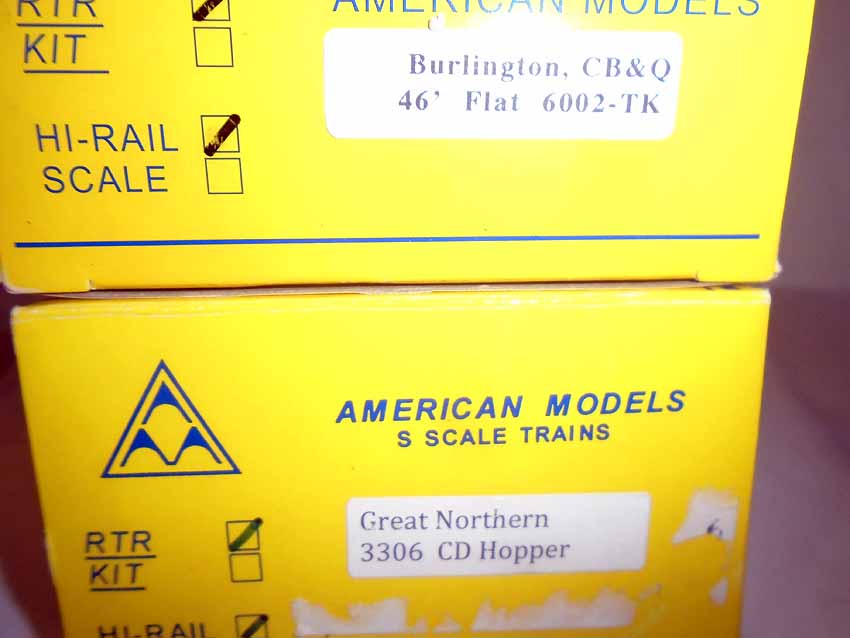 RTR
KIT
AMERICAN MODELS
Burlington, CB&Q
46' Flat 6002-TK
HI-RAIL
SCALE
AMERICAN MODELS
S SCALE TRAINS
RTR
KIT
Great Northern
3306 CD Hopper
HI-RAIL